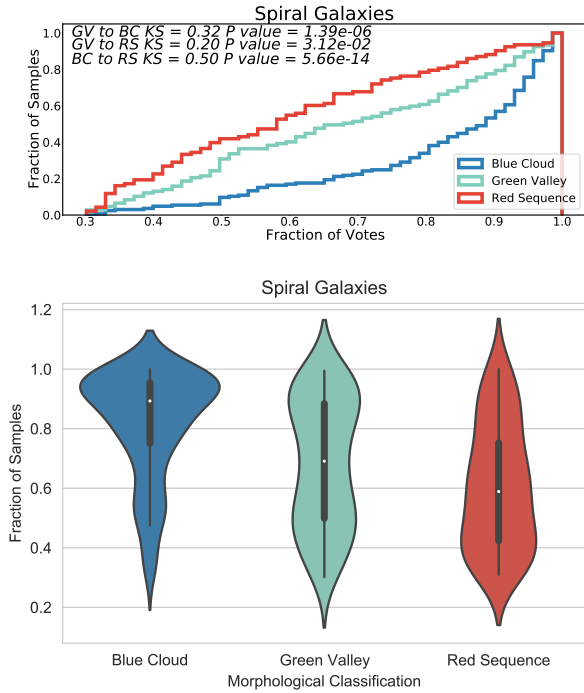 Spiral Galaxies
GV to BC KS = 0.32 P value = 1.39e-06
GV to RS KS = 0.20 P value = 3.12e-02
BC to RS KS = 0.50 P value = 5.66e-14
Fraction of Samples
1.0
0.8
0.6
0.4
0.2
0.0
Blue Cloud
Green Valley
Red Sequence
0.3 0.4 0.5 0.6 0.7 0.8 0.9 1.0
Fraction of Votes
Spiral Galaxies
Fraction of Samples
1.2
1.0
0.8
0.6
0.4
0.2
Blue Cloud Green Valley Red Sequence
Morphological Classification